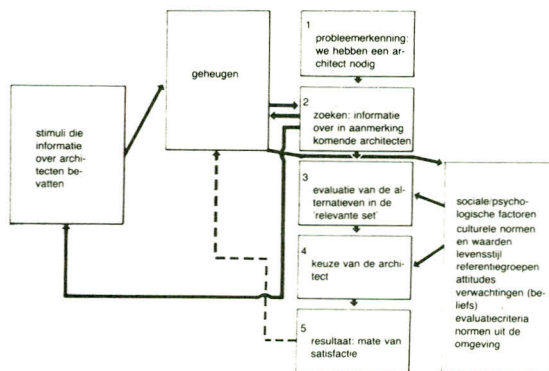 stimuli die
informatie
over archi-
tecten be-
vatten
geheugen
1
probleemerkenning:
we hebben een ar-
chitect nodig
2
zoeken: informatie
over in aanmerking
komende architecten
3
evaluatie van de al-
ternatieven in de
'relevante set'
4
keuze van de archi-
tect
5
resultaat: mate van
satisfactie
sociale/psycho-
logische factoren
culturele normen
en waarden
levensstijl
referentiegroepen
attitudes
verwachtingen (be-
liefs)
evaluatiecriteria
normen uit de
omgeving